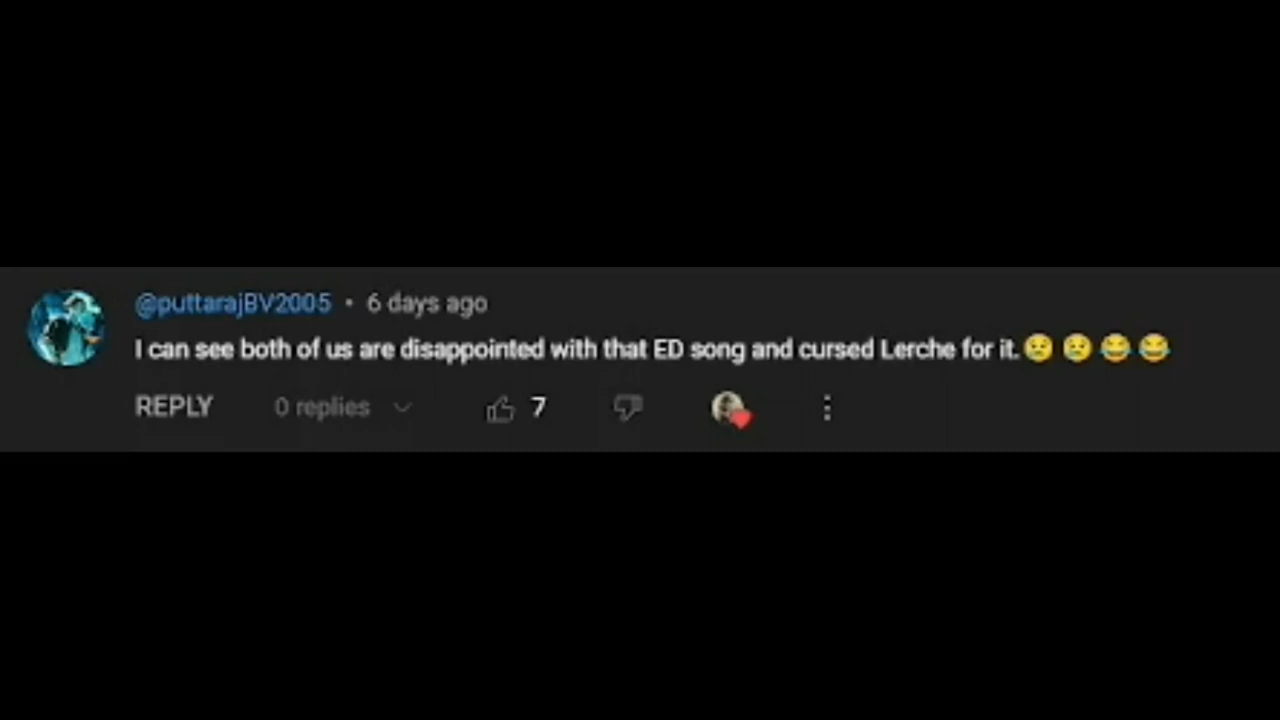 @puttarajBV2005 • 6 days ago
I can see both of us are disappointed with that ED song and cursed Lerche for it.😢 😢 😂 😂
REPLY 0 replies 7